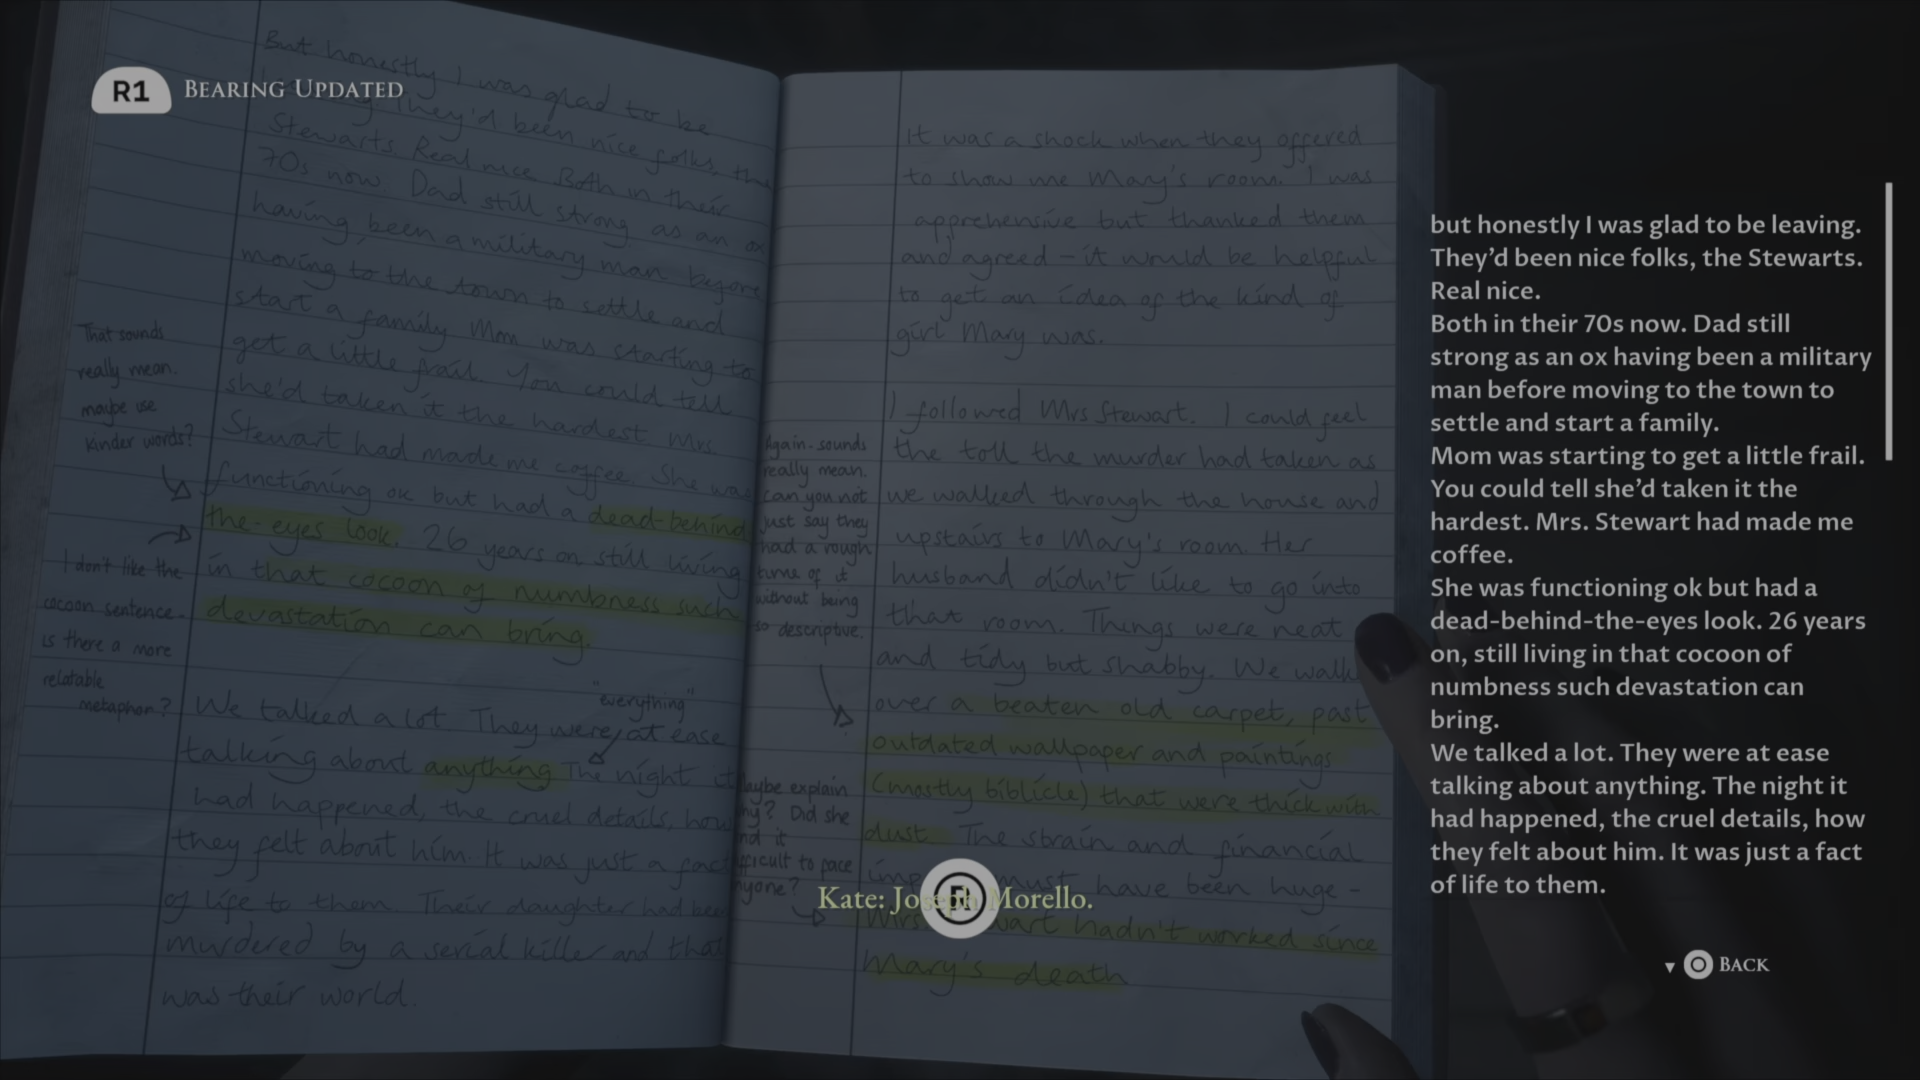 R1 BEARING UPDATED
But honestly I was glad to be
They'd been nice folks, the
Stewarts. Real nice. Both in their
70s now. Dad still strong as an ox
having been a military man before
moving to the town to settle and
start a family. Mom was starting to
get a little frail. You could tell
she'd taken it the hardest. Mrs.
Stewart had made me coffee. She was
functioning ok but had a dead-behind
the-eyes look. 26 years on still living
in that cocoon of numbness such
devastation can bring.
We talked a lot. They were at ease
"everything"
talking about anything. The night it
had happened, the cruel details, how
they felt about him. It was just a fact
of life to them. Their daughter had been
murdered by a serial killer and that
was their world.
That sounds
really mean.
maybe use
kinder words?
I don't like the
cocoon sentence-
is there a more
relatable
metaphor?
It was a shock when they offered
to show me Mary's room. I was
apprehensive but thanked them
and agreed - it would be helpful
to get an idea of the kind of
girl Mary was.
I followed Mrs Stewart. I could feel
the toll the murder had taken as
we walked through the house and
upstairs to Mary's room. Her
husband didn't like to go into
that room. Things were neat
and tidy but shabby. We walk
over a beaten old carpet, past
outdated wallpaper and paintings
(mostly biblicle) that were thick with
dust. The strain and financial
must have been huge -
Mrs hadn't worked since
Mary's death
Again - sounds
really mean.
can you not
just say they
had a rough
time of it
without being
so descriptive.
Maybe explain
Did she
it
to face
Kate: Joseph Morello.
but honestly I was glad to be leaving.
They'd been nice folks, the Stewarts.
Real nice.
Both in their 70s now. Dad still
strong as an ox having been a military
man before moving to the town to
settle and start a family.
Mom was starting to get a little frail.
You could tell she'd taken it the
hardest. Mrs. Stewart had made me
coffee.
She was functioning ok but had a
dead-behind-the-eyes look. 26 years
on, still living in that cocoon of
numbness such devastation can
bring.
We talked a lot. They were at ease
talking about anything. The night it
had happened, the cruel details, how
they felt about him. It was just a fact
of life to them.
BACK